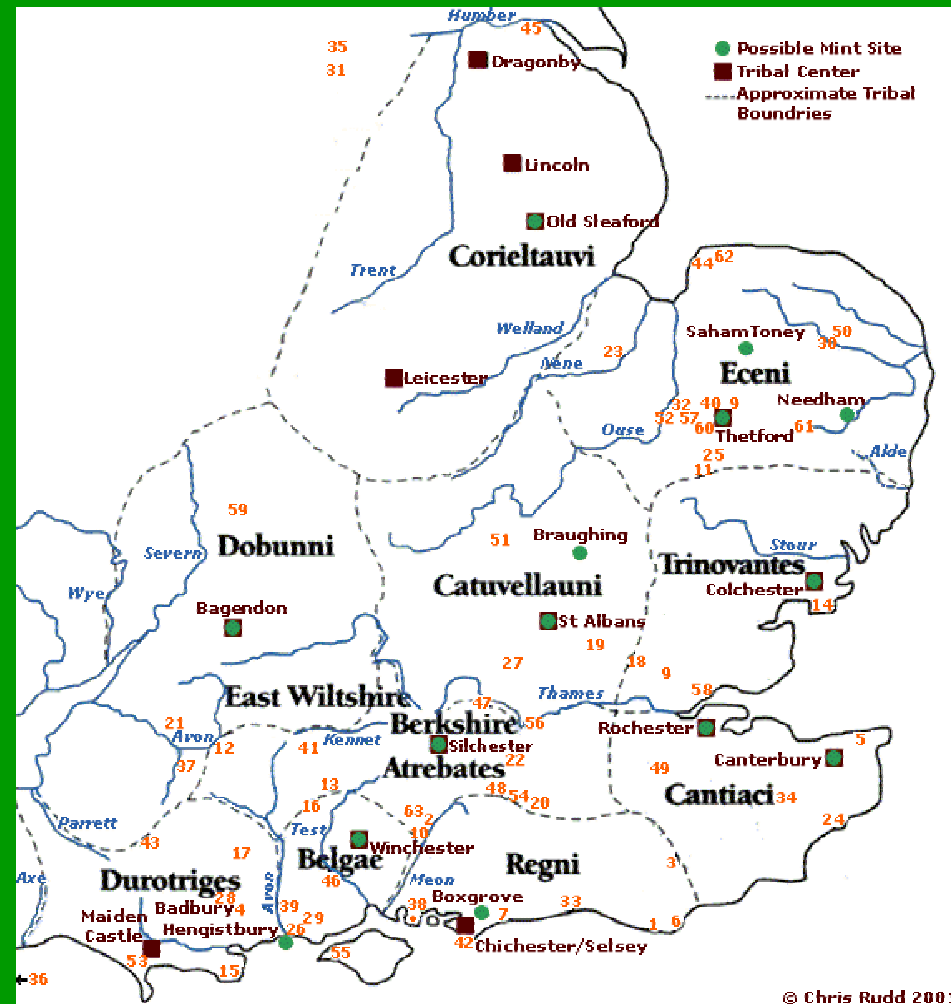 Humber
45
35
31
Dragonby
Possible Mint Site
Tribal Center
Approximate Tribal
Boundries
Lincoln
Old Sleaford
Corieltauvi
Trent
44
62
Welland
Saham Toney
50
30
23
Nene
Eceni
Leicester
Needham
32
40
9
52
57
60
61
Thetford
Ouse
25
11
Alde
59
Dobunni
51
Braughing
Severn
Stour
Trinovantes
Catuvellauni
Colchester
Wye
14
Bagendon
St Albans
19
27
18
9
58
East Wiltshire
Thames
47
Berkshire
56
21
Avon
12
41
Kennet
Silchester
Rochester
5
Canterbury
37
22
Atrebates
49
13
48
54
20
Cantiaci
34
16
63
2
24
Parrett
Test
10
43
17
Winchester
Belgae
Regni
3
Axe
Durotriges
46
Meon
28
Badbury
4
Avon
39
38
Boxgrove
33
Maiden
Castle
Hengistbury
29
26
7
1
6
42
Chichester/Selsey
53
15
55
←36
© Chris Rudd 2001